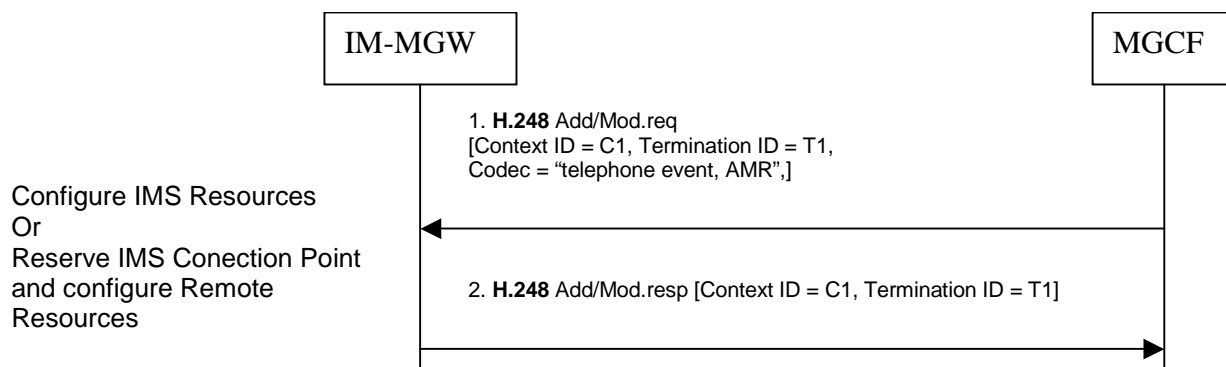 IM-MGW
MGCF
1. H.248 Add/Mod.req
[Context ID = C1, Termination ID = T1,
Codec = “telephone event, AMR”,]
Configure IMS Resources
Or
Reserve IMS Conection Point
and configure Remote
Resources
2. H.248 Add/Mod.resp [Context ID = C1, Termination ID = T1]